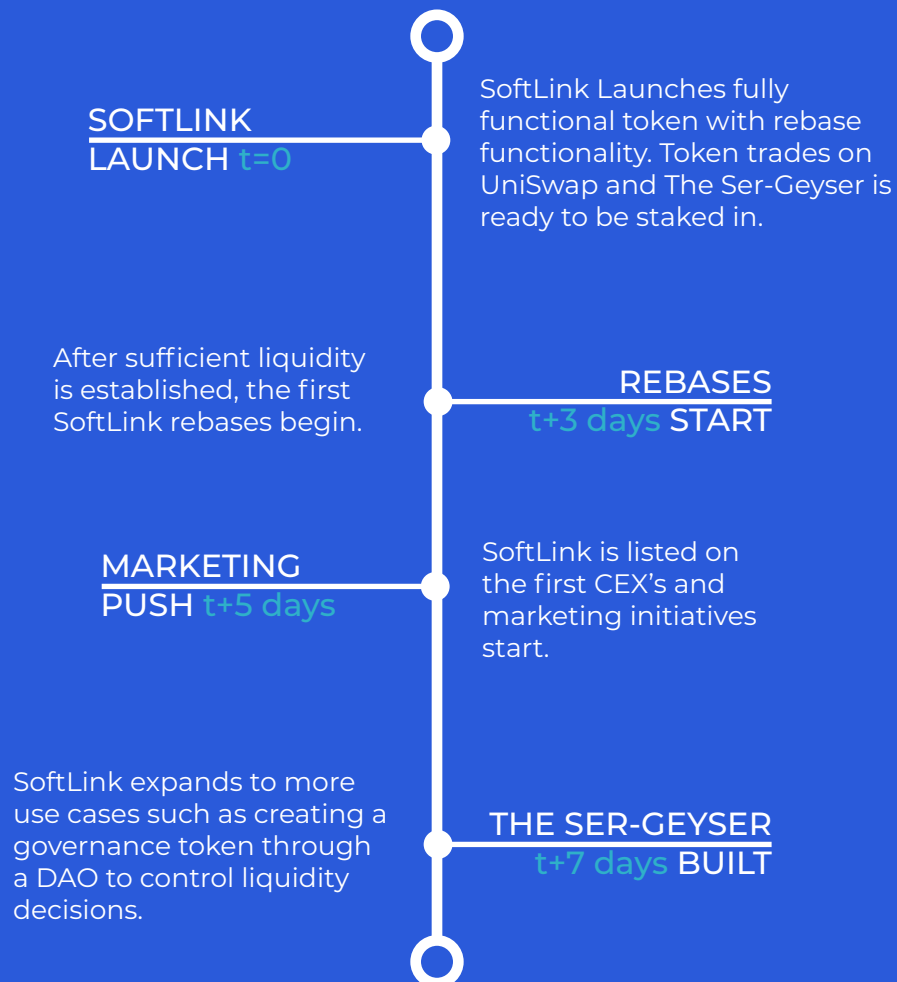 SOFTLINK
LAUNCH t=0
SoftLink Launches fully
functional token with rebase
functionality. Token trades on
UniSwap and The Ser-Geyser is
ready to be staked in.
After sufficient liquidity
is established, the first
SoftLink rebases begin.
REBASES
t+3 days START
MARKETING
PUSH t+5 days
SoftLink is listed on
the first CEX's and
marketing initiatives
start.
SoftLink expands to more
use cases such as creating a
governance token through
a DAO to control liquidity
decisions.
THE SER-GEYSER
t+7 days BUILT